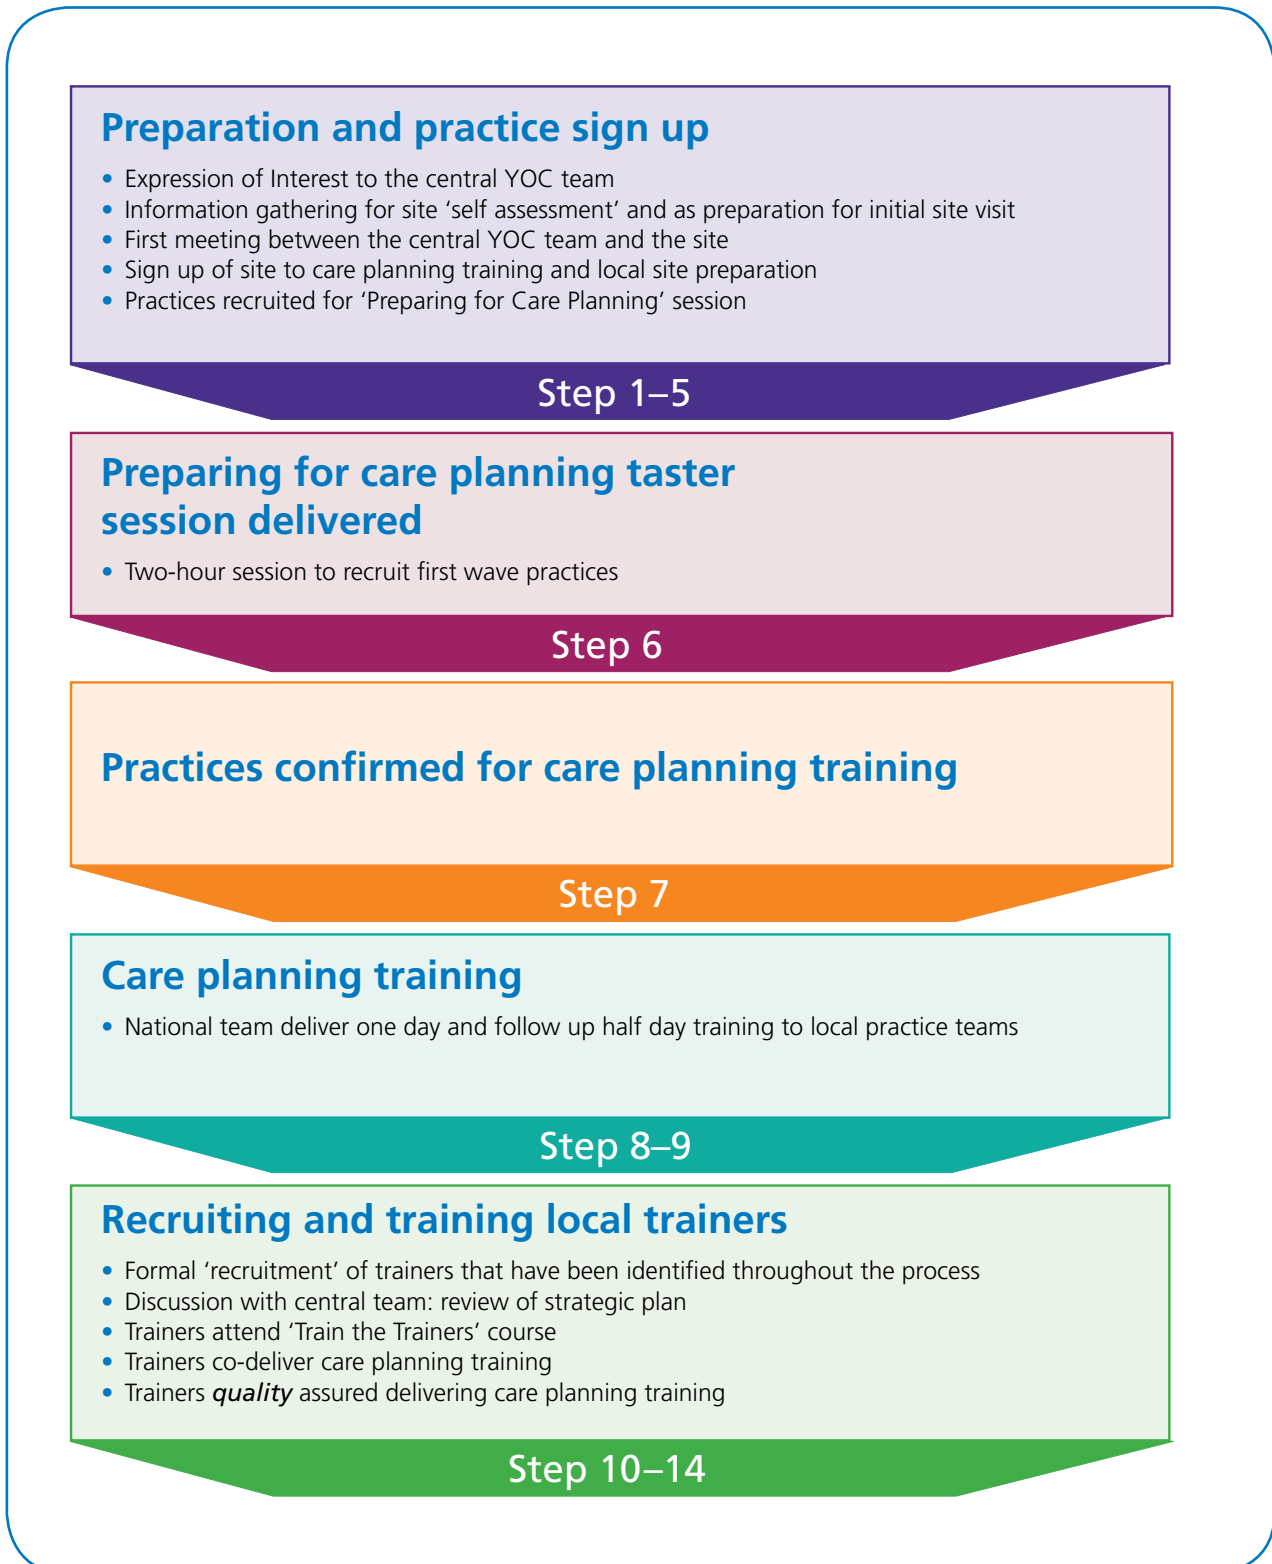 Preparation and practice sign up
• Expression of Interest to the central YOC team
• Information gathering for site ‘self assessment’ and as preparation for initial site visit
• First meeting between the central YOC team and the site
• Sign up of site to care planning training and local site preparation
• Practices recruited for ‘Preparing for Care Planning’ session
Step 1–5
Preparing for care planning taster
session delivered
• Two-hour session to recruit first wave practices
Step 6
Practices confirmed for care planning training
Step 7
Care planning training
• National team deliver one day and follow up half day training to local practice teams
Step 8–9
Recruiting and training local trainers
• Formal ‘recruitment’ of trainers that have been identified throughout the process
• Discussion with central team: review of strategic plan
• Trainers attend ‘Train the Trainers’ course
• Trainers co-deliver care planning training
• Trainers quality assured delivering care planning training
Step 10–14